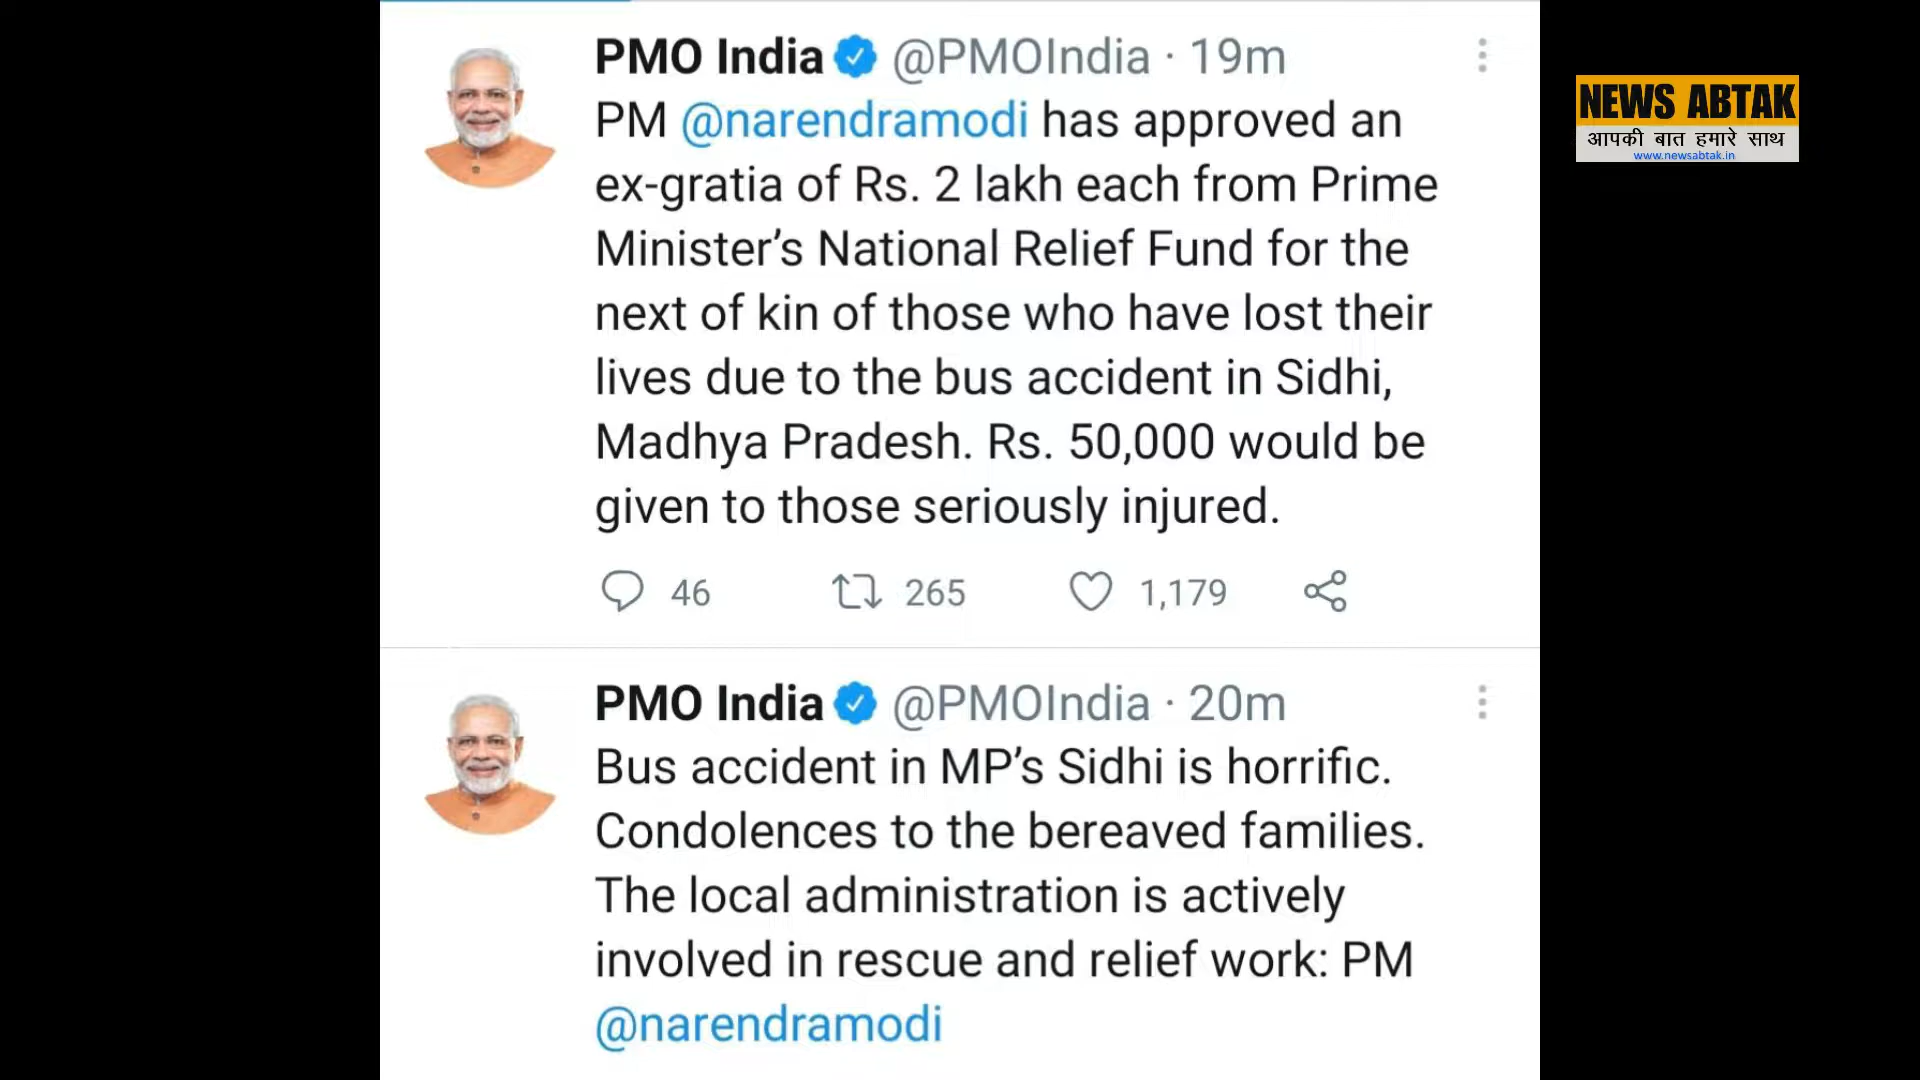 PMO India @PMOIndia · 19m
PM @narendramodi has approved an
ex-gratia of Rs. 2 lakh each from Prime
Minister’s National Relief Fund for the
next of kin of those who have lost their
lives due to the bus accident in Sidhi,
Madhya Pradesh. Rs. 50,000 would be
given to those seriously injured.
46 265 1,179
PMO India @PMOIndia · 20m
Bus accident in MP’s Sidhi is horrific.
Condolences to the bereaved families.
The local administration is actively
involved in rescue and relief work: PM
@narendramodi
NEWS ABTAK
आपकी बात हमारे साथ
www.newsabtak.in